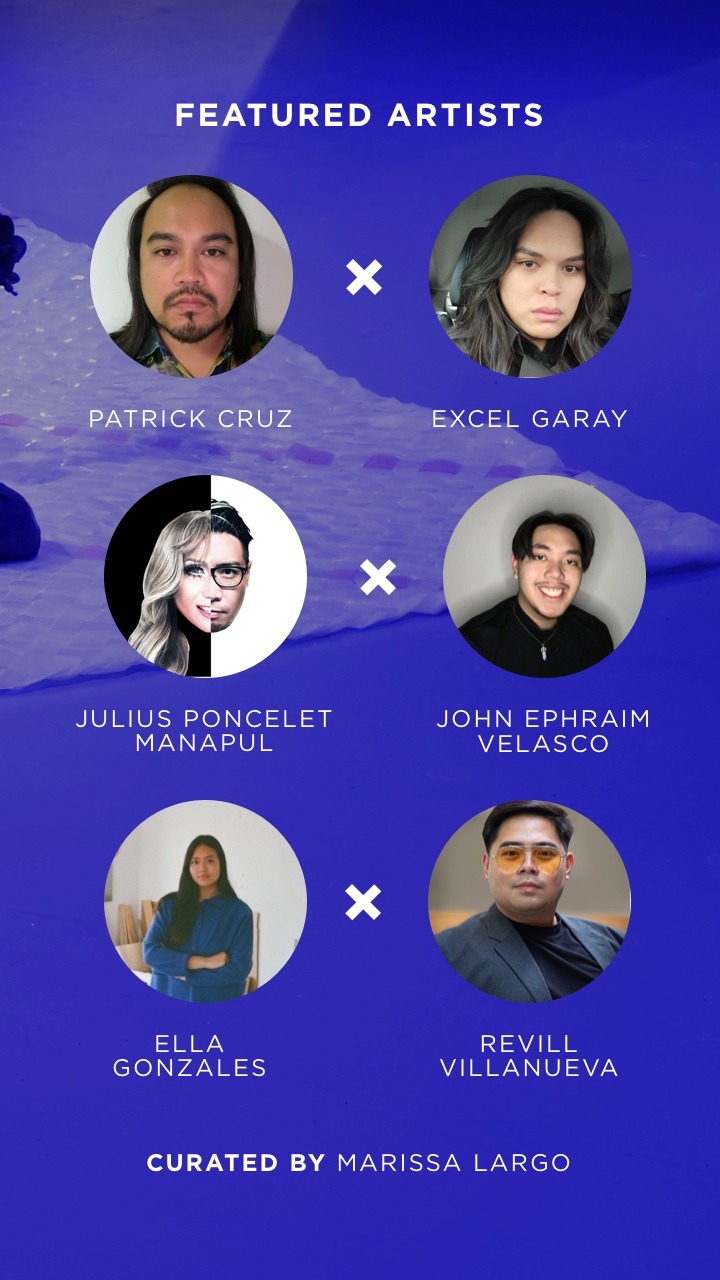 FEATURED ARTISTS
PATRICK CRUZ
EXCEL GARAY
JULIUS PONCELET
MANAPUL
JOHN EPHRAIM
VELASCO
ELLA
GONZALES
REVILL
VILLANUEVA
CURATED BY MARISSA LARGO